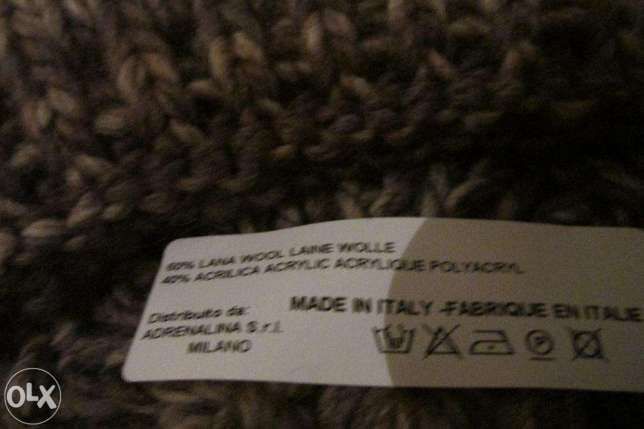 60% LANA WOOL LAINE WOLLE
40% ACRILICA ACRYLIC ACRYLIQUE POLYACRYL
MADE IN ITALY -FABRIQUE EN ITALIE
Distribuito da:
ADRENALINA S.r.l.
MILANO
OLX